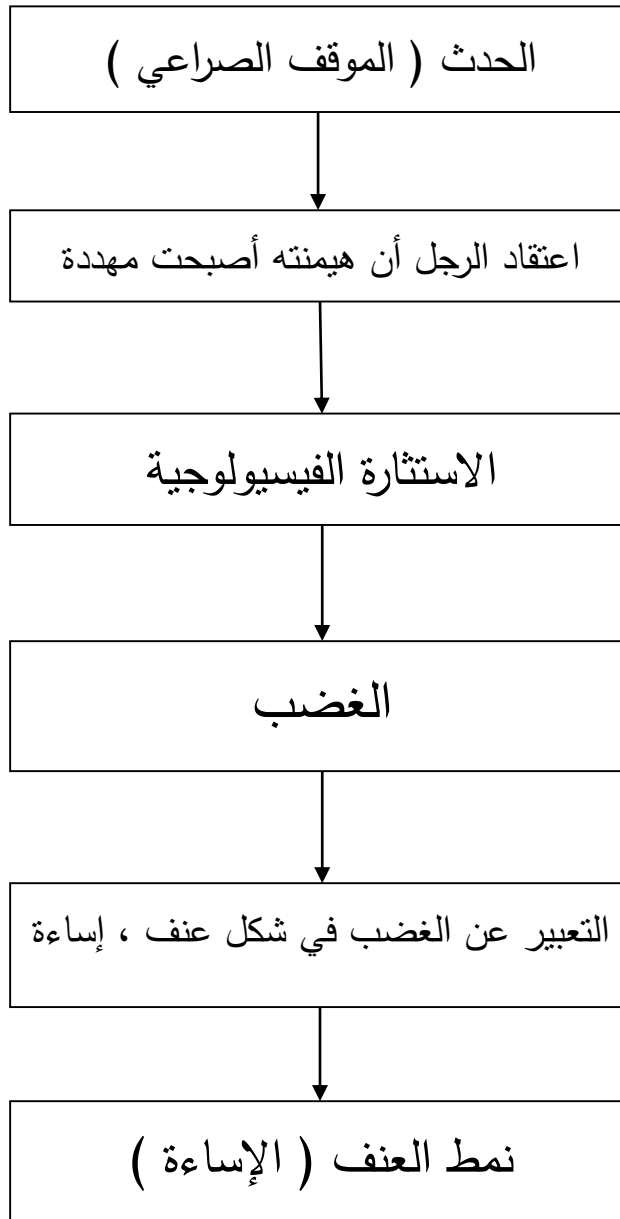 الحدث ( الموقف الصراعي )
اعتقاد الرجل أن هيمنته أصبحت مهددة
الاستثارة الفيسيولوجية
الغضب
التعبير عن الغضب في شكل عنف ، إساءة
نمط العنف ( الإساءة )